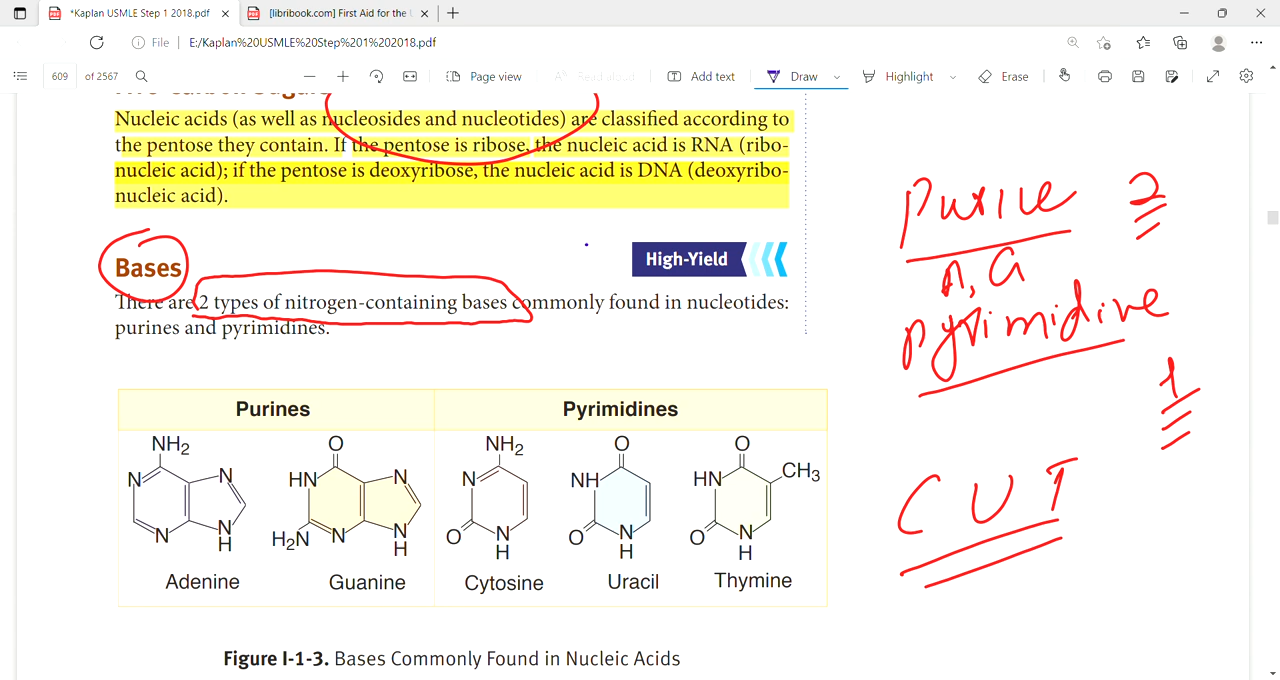 *Kaplan USMLE Step 1 2018.pdf
[libribook.com] First Aid for the
File
E:/Kaplan%20USMLE%20Step%201%202018.pdf
609 of 2567
Page view
Read aloud
Add text
Draw
Highlight
Erase
Nucleic acids (as well as nucleosides and nucleotides) are classified according to
the pentose they contain. If the pentose is ribose, the nucleic acid is RNA (ribo-
nucleic acid); if the pentose is deoxyribose, the nucleic acid is DNA (deoxyribo-
nucleic acid).
Bases
High-Yield
There are 2 types of nitrogen-containing bases commonly found in nucleotides:
purines and pyrimidines.
Purines
Pyrimidines
NH2
N
N
N
N
H
Adenine
O
HN
N
H2N
N
N
H
Guanine
NH2
N
O
N
H
Cytosine
O
NH
O
N
H
Uracil
O
HN
CH3
O
N
H
Thymine
Figure I-1-3. Bases Commonly Found in Nucleic Acids
2
A, G
pyrimidine
1
C U T